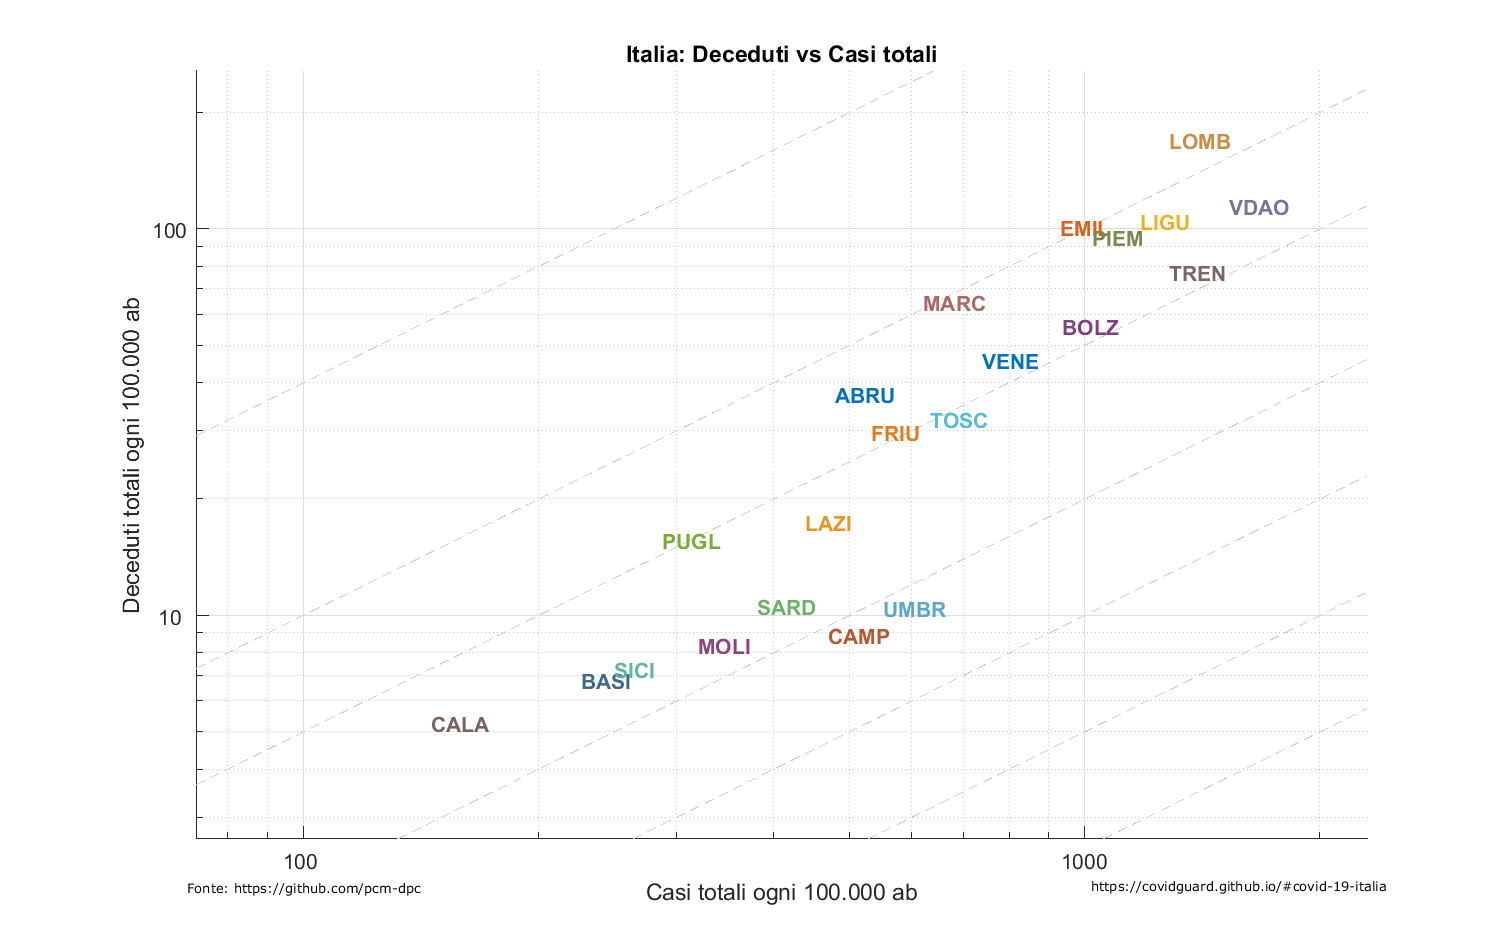 Italia: Deceduti vs Casi totali
LOMB
VDAO
LIGU
EMIL
PIEM
TREN
MARC
BOLZ
VENE
ABRU
TOSC
FRIU
LAZI
PUGL
SARD
UMBR
CAMP
MOLI
SICI
BASI
CALA
100
10
Deceduti totali ogni 100.000 ab
100
1000
Casi totali ogni 100.000 ab
Fonte: https://github.com/pcm-dpc
https://covidguard.github.io/#covid-19-italia